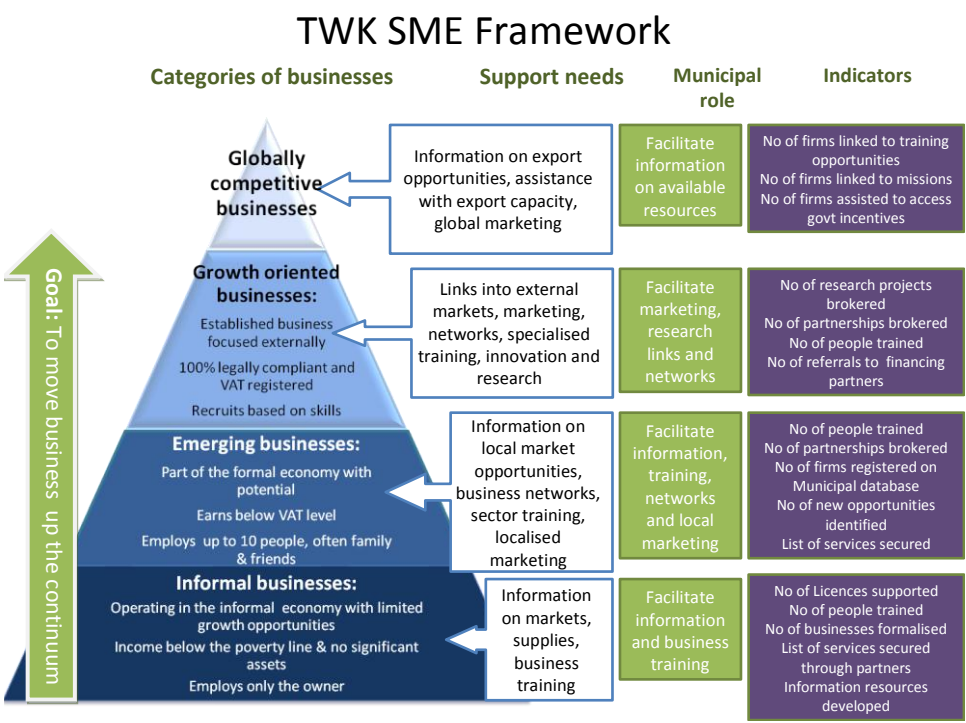 TWK SME Framework
Categories of businesses
Support needs
Municipal
role
Indicators
Globally
competitive
businesses
Information on export
opportunities, assistance
with export capacity,
global marketing
Facilitate
information
on available
resources
No of firms linked to training
opportunities
No of firms linked to missions
No of firms assisted to access
govt incentives
Goal: To move business up the continuum
Growth oriented
businesses:
Established business
focused externally
100% legally compliant and
VAT registered
Recruits based on skills
Links into external
markets, marketing,
networks, specialised
training, innovation and
research
Facilitate
marketing,
research
links and
networks
No of research projects
brokered
No of partnerships brokered
No of people trained
No of referrals to financing
partners
Emerging businesses:
Part of the formal economy with
potential
Earns below VAT level
Employs up to 10 people, often family
& friends
Information on
local market
opportunities,
business networks,
sector training,
localised
marketing
Facilitate
information,
training,
networks
and local
marketing
No of people trained
No of partnerships brokered
No of firms registered on
Municipal database
No of new opportunities
identified
List of services secured
Informal businesses:
Operating in the informal economy with limited
growth opportunities
Income below the poverty line & no significant
assets
Employs only the owner
Information
on markets,
supplies,
business
training
Facilitate
information
and business
training
No of Licences supported
No of people trained
No of businesses formalised
List of services secured
through partners
Information resources
developed